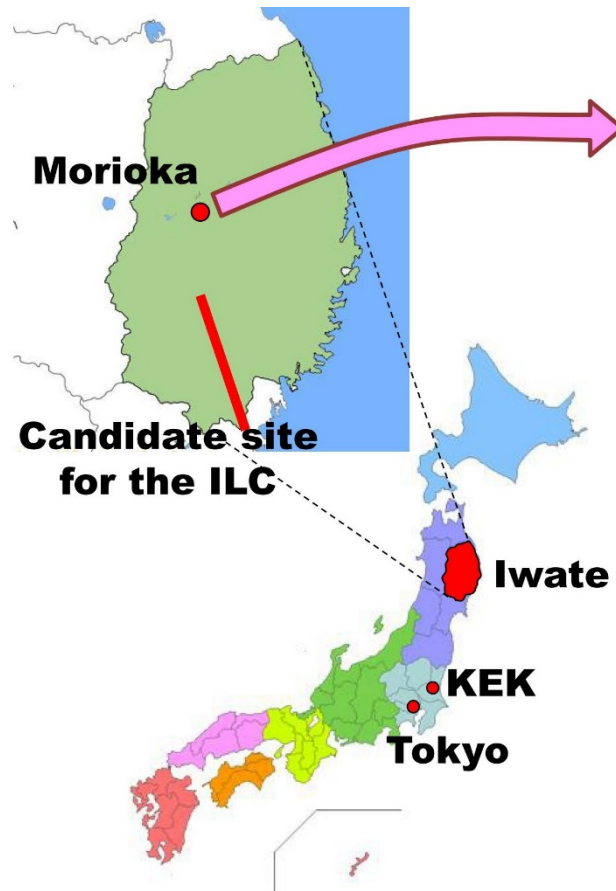 Morioka
Candidate site
for the ILC
Iwate
KEK
Tokyo